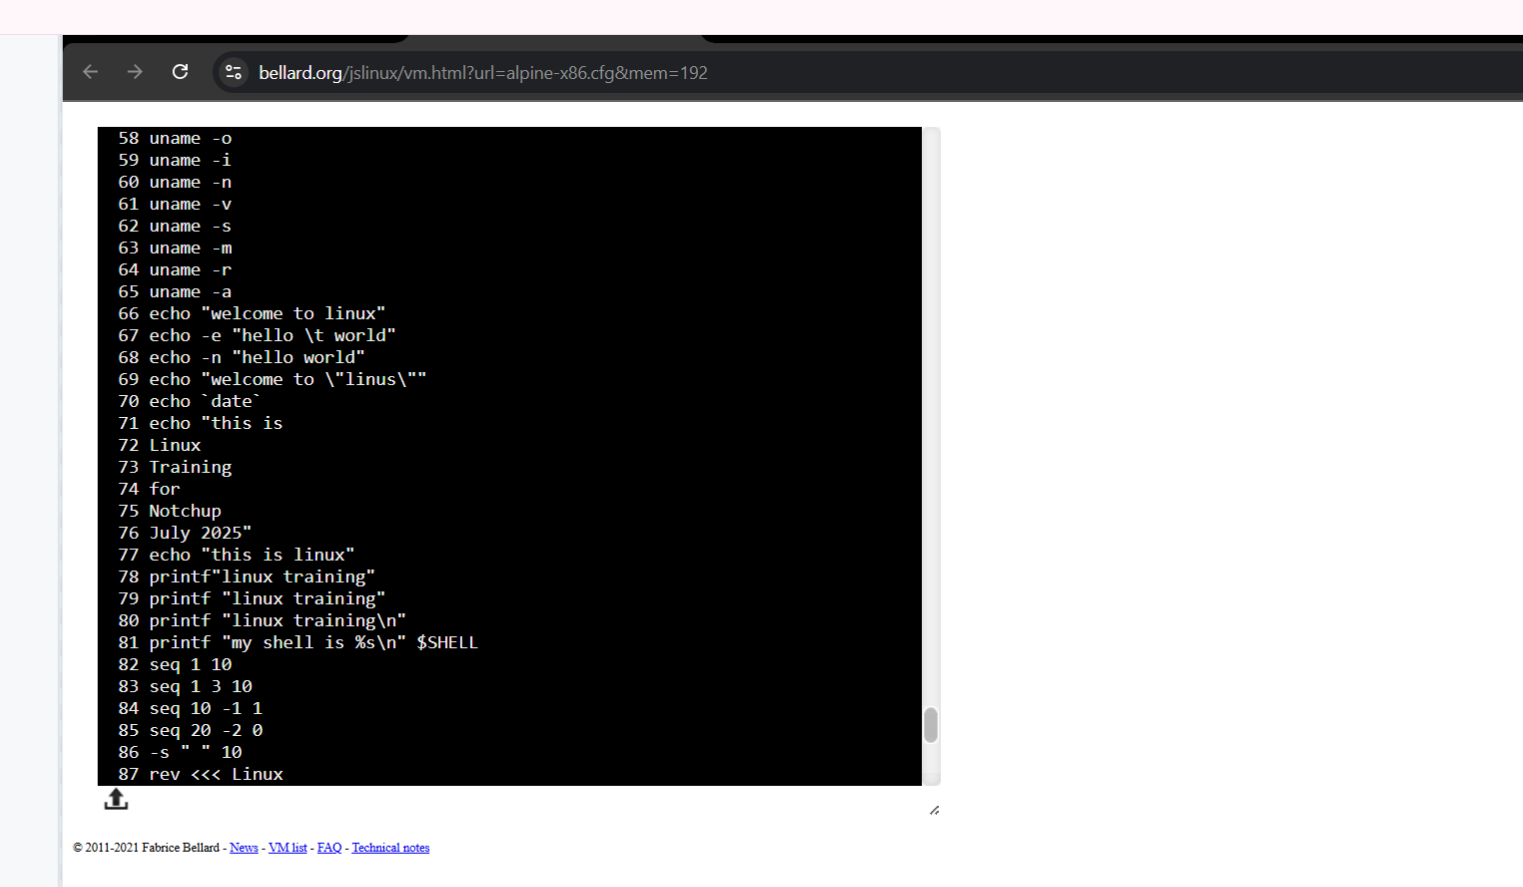 bellard.org/jslinux/vm.html?url=alpine-x86.cfg&mem=192
58 uname -o
59 uname -i
60 uname -n
61 uname -v
62 uname -s
63 uname -m
64 uname -r
65 uname -a
66 echo "welcome to linux"
67 echo -e "hello \t world"
68 echo -n "hello world"
69 echo "welcome to \"linus\""
70 echo `date`
71 echo "this is
72 Linux
73 Training
74 for
75 Notchup
76 July 2025"
77 echo "this is linux"
78 printf"linux training"
79 printf "linux training"
80 printf "linux training\n"
81 printf "my shell is %s\n" $SHELL
82 seq 1 10
83 seq 1 3 10
84 seq 10 -1 1
85 seq 20 -2 0
86 -s " " 10
87 rev <<< Linux
© 2011-2021 Fabrice Bellard - News - VM list - FAQ - Technical notes